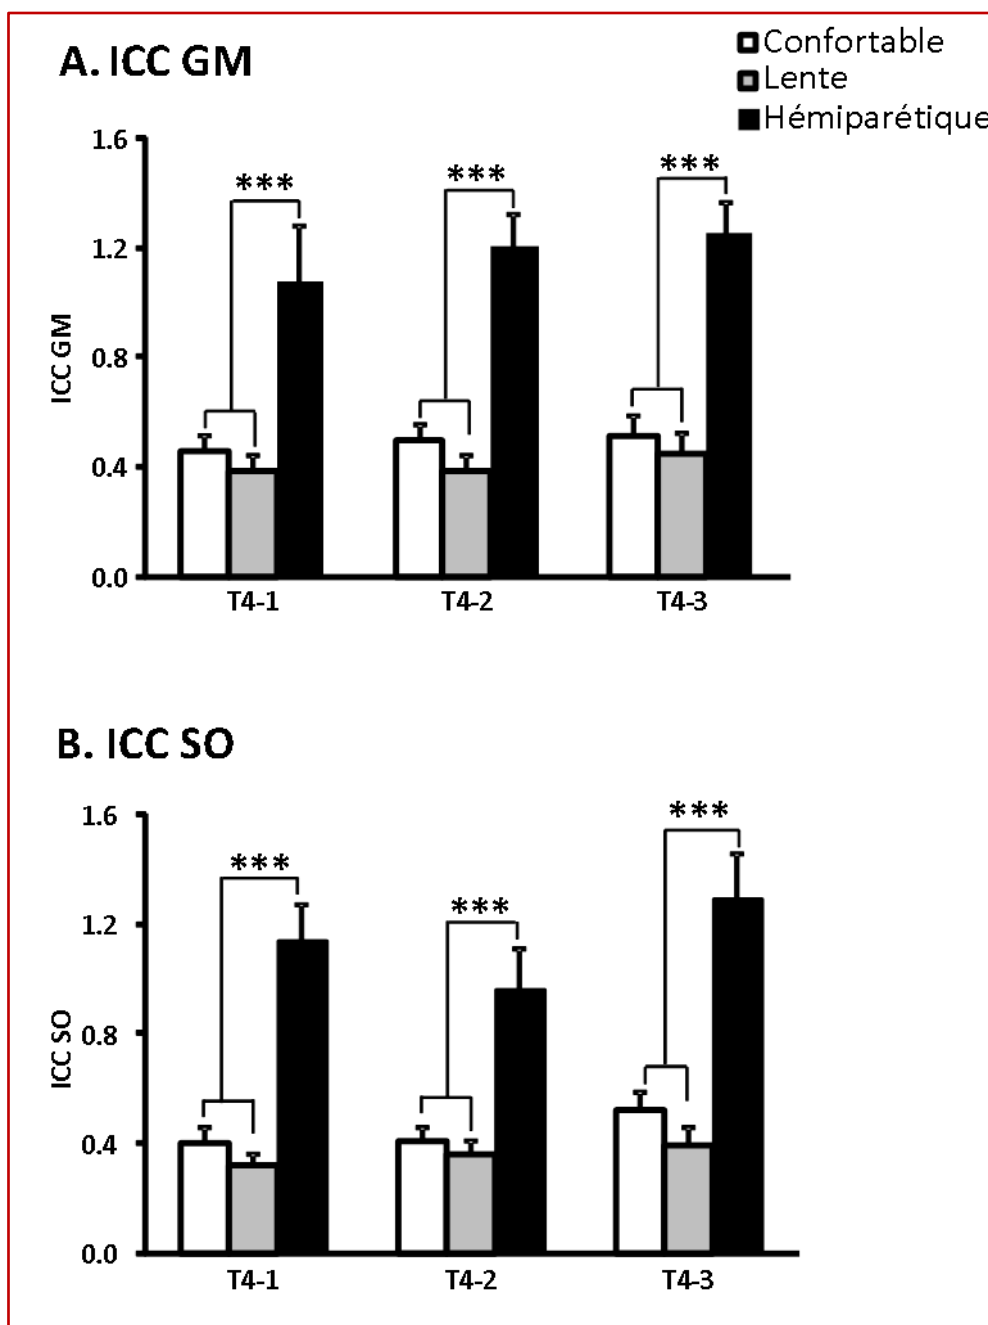 A. ICC GM
Confortable
Lente
Hémiparétique
1.6
***
***
***
1.2
0.8
ICC GM
0.4
0.0
T4-1 T4-2 T4-3
B. ICC SO
1.6
***
***
***
1.2
0.8
ICC SO
0.4
0.0
T4-1 T4-2 T4-3